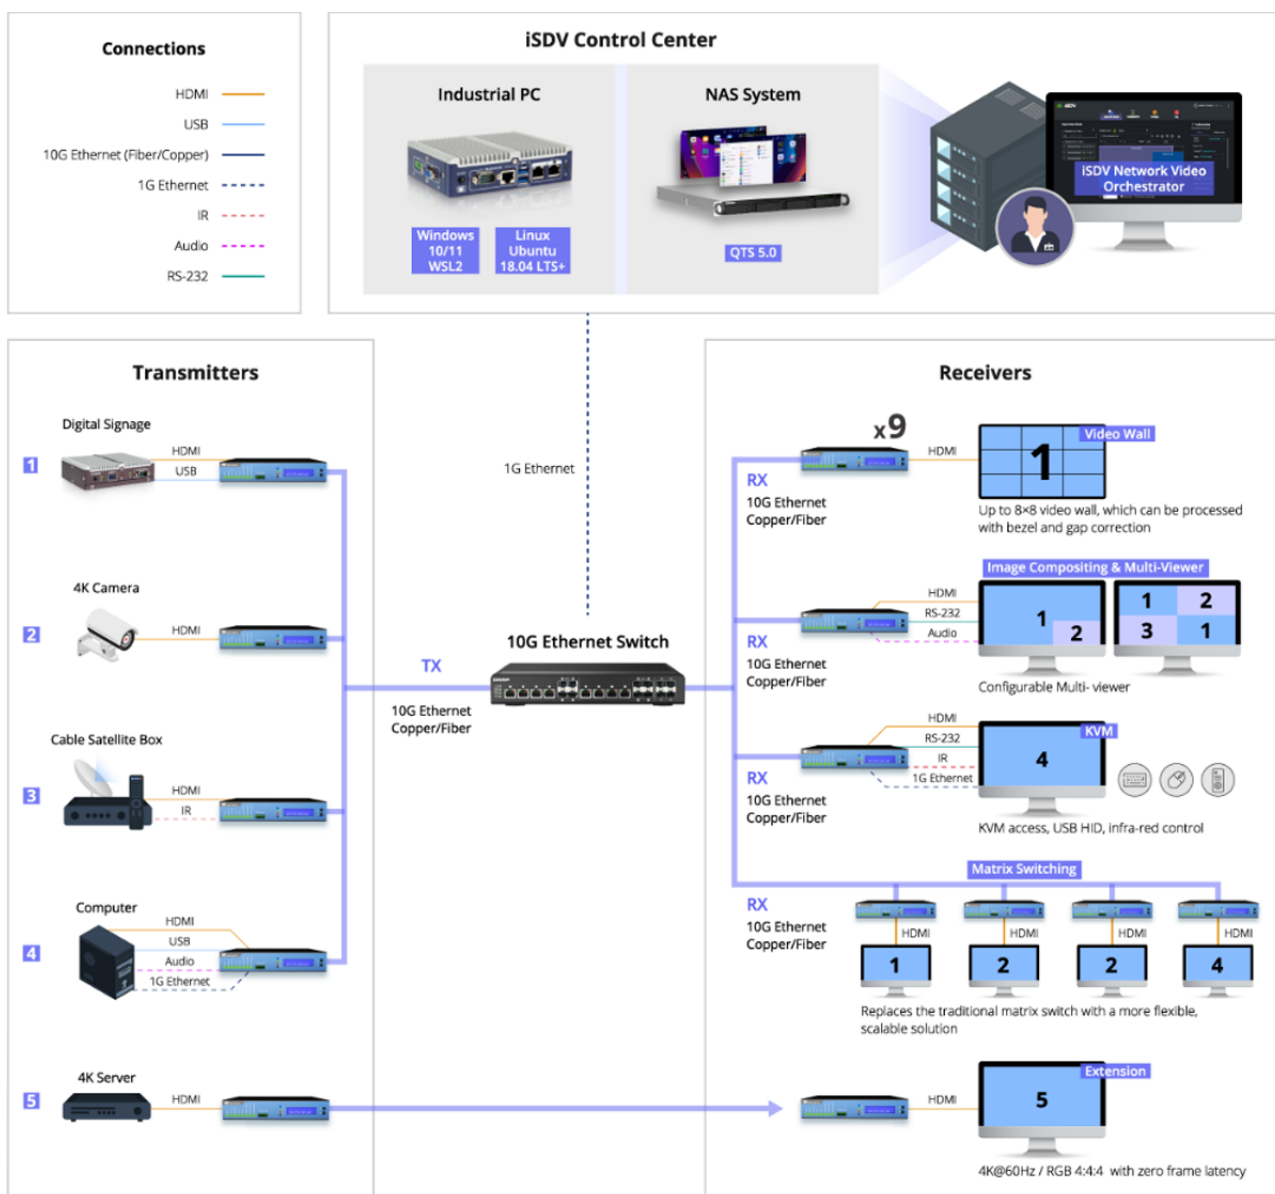 Connections
HDMI
USB
10G Ethernet (Fiber/Copper)
1G Ethernet
IR
Audio
RS-232
iSDV Control Center
Industrial PC
Windows
10/11
WSL2
Linux
Ubuntu
18.04 LTS+
NAS System
QTS 5.0
iSDV Network Video
Orchestrator
1G Ethernet
Transmitters
Digital Signage
1
HDMI
USB
4K Camera
2
HDMI
Cable Satellite Box
3
HDMI
IR
Computer
4
HDMI
USB
Audio
1G Ethernet
4K Server
5
HDMI
TX
10G Ethernet
Copper/Fiber
10G Ethernet Switch
Receivers
x9
RX
10G Ethernet
Copper/Fiber
HDMI
Video Wall
1
Up to 8×8 video wall, which can be processed
with bezel and gap correction
RX
10G Ethernet
Copper/Fiber
Image Compositing & Multi-Viewer
HDMI
RS-232
Audio
1
2
1
2
3
1
Configurable Multi- viewer
RX
10G Ethernet
Copper/Fiber
HDMI
RS-232
IR
1G Ethernet
KVM
4
KVM access, USB HID, infra-red control
RX
10G Ethernet
Copper/Fiber
Matrix Switching
HDMI
HDMI
HDMI
HDMI
1
2
2
4
Replaces the traditional matrix switch with a more flexible,
scalable solution
HDMI
Extension
5
4K@60Hz / RGB 4:4:4 with zero frame latency